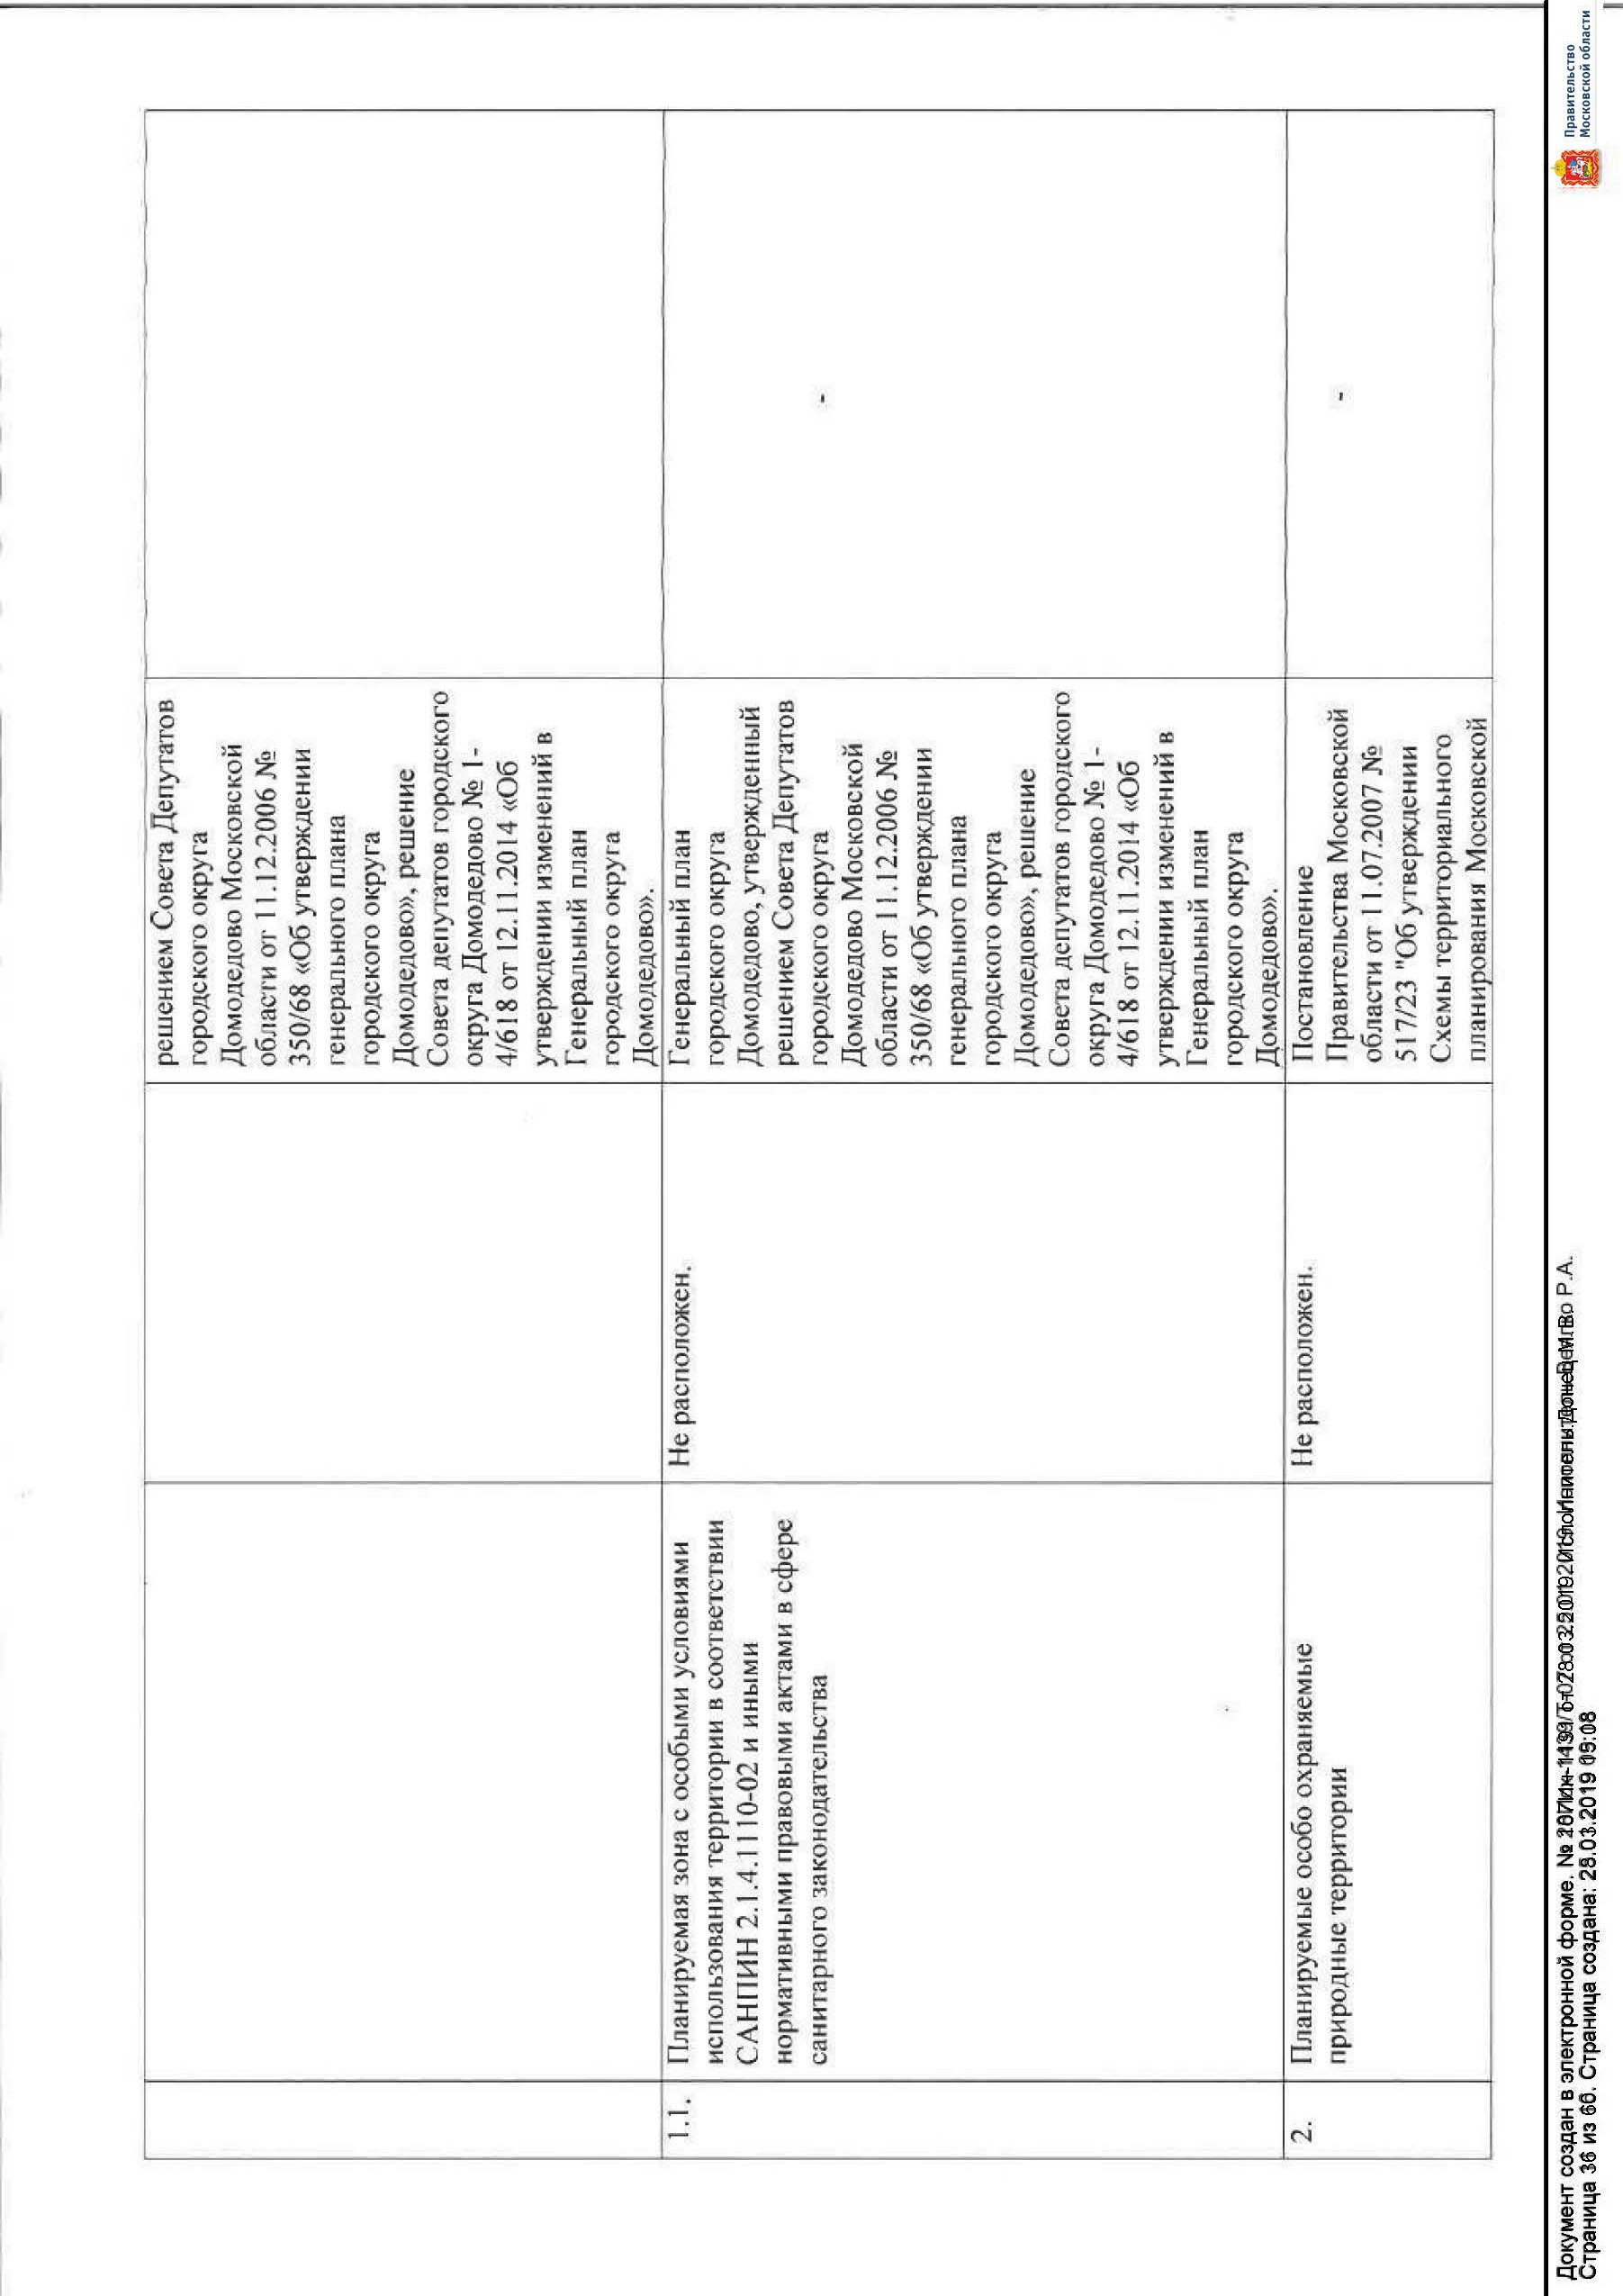 решением Совета Депутатов
городского округа
Домодедово Московской
области от 11.12.2006 №
350/68 «Об утверждении
генерального плана
городского округа
Домодедово», решение
Совета депутатов городского
округа Домодедово № 1-
4/618 от 12.11.2014 «Об
утверждении изменений в
Генеральный план
городского округа
Домодедово».
1.1.
Планируемая зона с особыми условиями
использования территории в соответствии
САНПИН 2.1.4.1110-02 и иными
нормативными правовыми актами в сфере
санитарного законодательства
Не расположен.
Генеральный план
городского округа
Домодедово, утвержденный
решением Совета Депутатов
городского округа
Домодедово Московской
области от 11.12.2006 №
350/68 «Об утверждении
генерального плана
городского округа
Домодедово», решение
Совета депутатов городского
округа Домодедово № 1-
4/618 от 12.11.2014 «Об
утверждении изменений в
Генеральный план
городского округа
Домодедово».
-
2.
Планируемые особо охраняемые
природные территории
Не расположен.
Постановление
Правительства Московской
области от 11.07.2007 №
517/23 "Об утверждении
Схемы территориального
планирования Московской
-
Документ создан в электронной форме. №
Страница 36 из 66. Страница создана: 28.03.2019
Правительство
Московской области